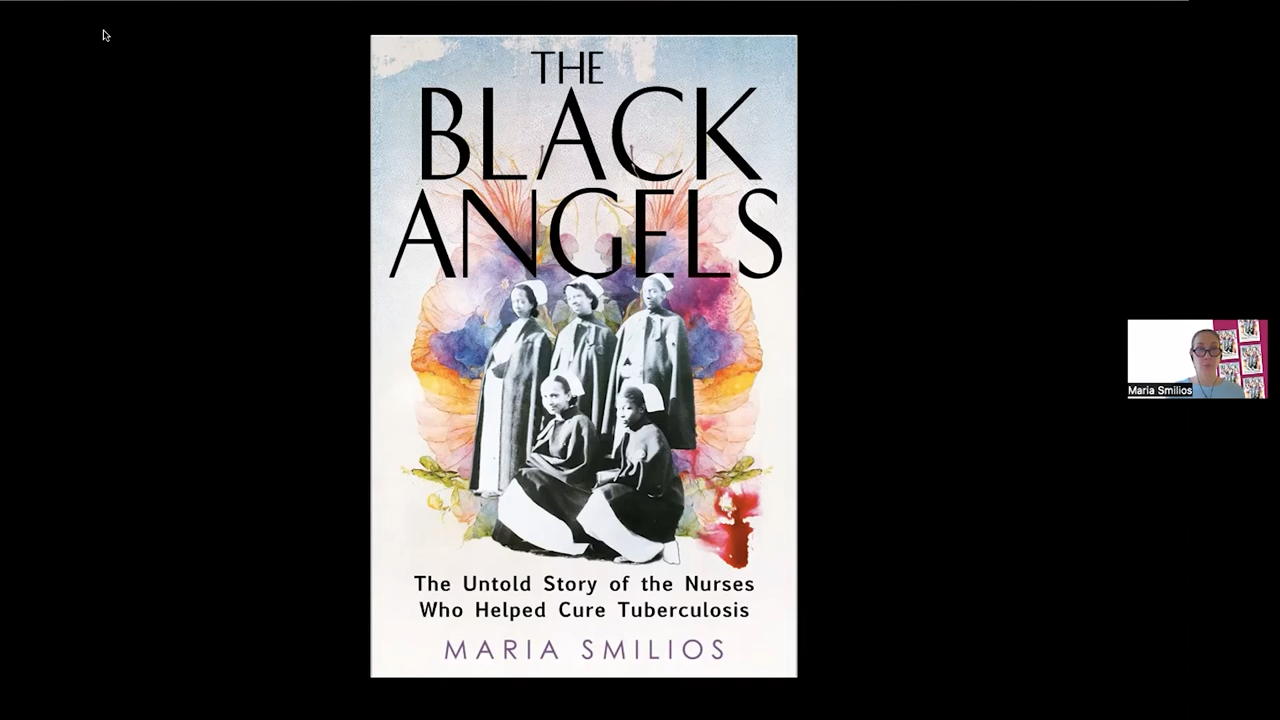 THE
BLACK
ANGELS
The Untold Story of the Nurses
Who Helped Cure Tuberculosis
MARIA SMILIOS
Maria Smilios